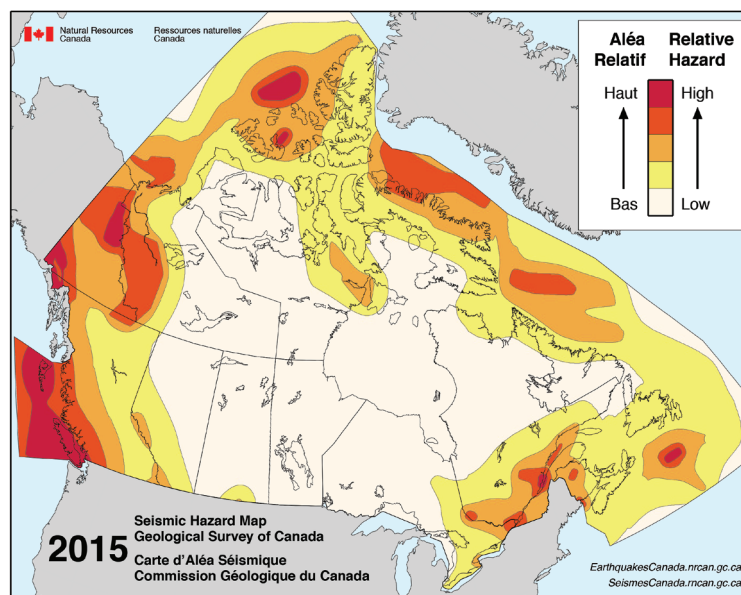 Natural Resources Ressources naturelles
Canada Canada
Aléa Relative
Relatif Hazard
Haut High
Bas Low
2015
Seismic Hazard Map
Geological Survey of Canada
Carte d'Aléa Séismique
Commission Géologique du Canada
EarthquakesCanada.nrcan.gc.ca
SeismesCanada.rncan.gc.ca